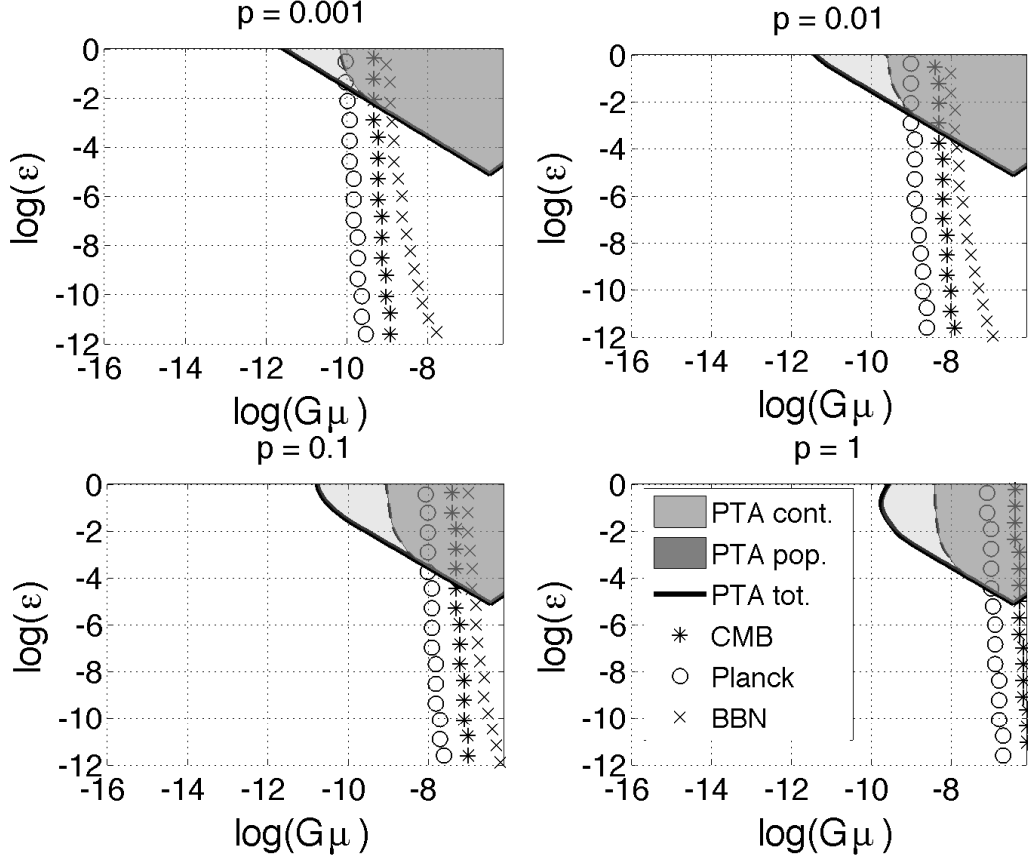 p = 0.001
0
-2
-4
-6
-8
-10
-12
log(ε)
-16 -14 -12 -10 -8
log(Gμ)
p = 0.01
0
-2
-4
-6
-8
-10
-12
log(ε)
-16 -14 -12 -10 -8
log(Gμ)
p = 0.1
0
-2
-4
-6
-8
-10
-12
log(ε)
-16 -14 -12 -10 -8
log(Gμ)
p = 1
0
-2
-4
-6
-8
-10
-12
log(ε)
PTA cont.
PTA pop.
PTA tot.
CMB
Planck
BBN
-16 -14 -12 -10 -8
log(Gμ)